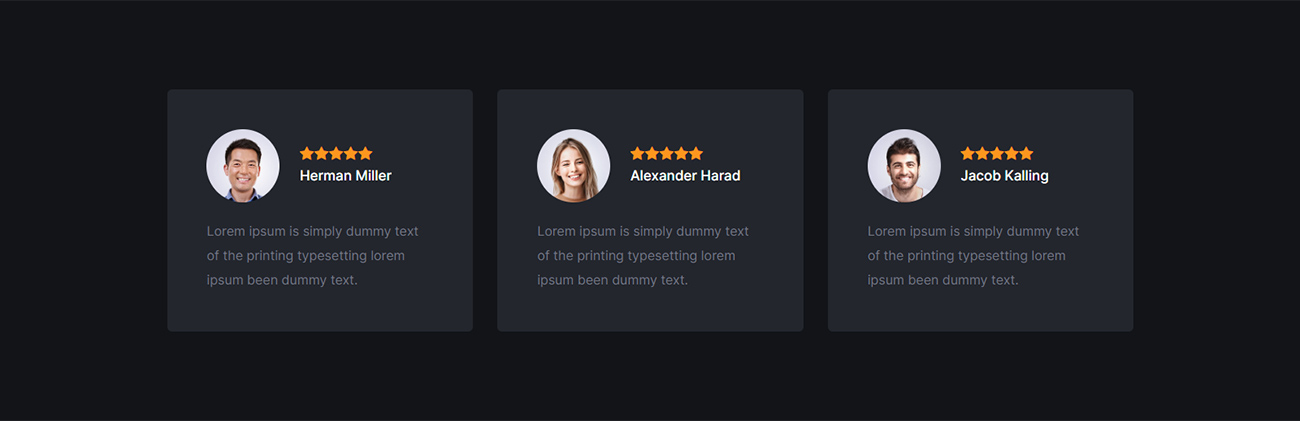 Herman Miller
Lorem ipsum is simply dummy text
of the printing typesetting lorem
ipsum been dummy text.
Alexander Harad
Lorem ipsum is simply dummy text
of the printing typesetting lorem
ipsum been dummy text.
Jacob Kalling
Lorem ipsum is simply dummy text
of the printing typesetting lorem
ipsum been dummy text.